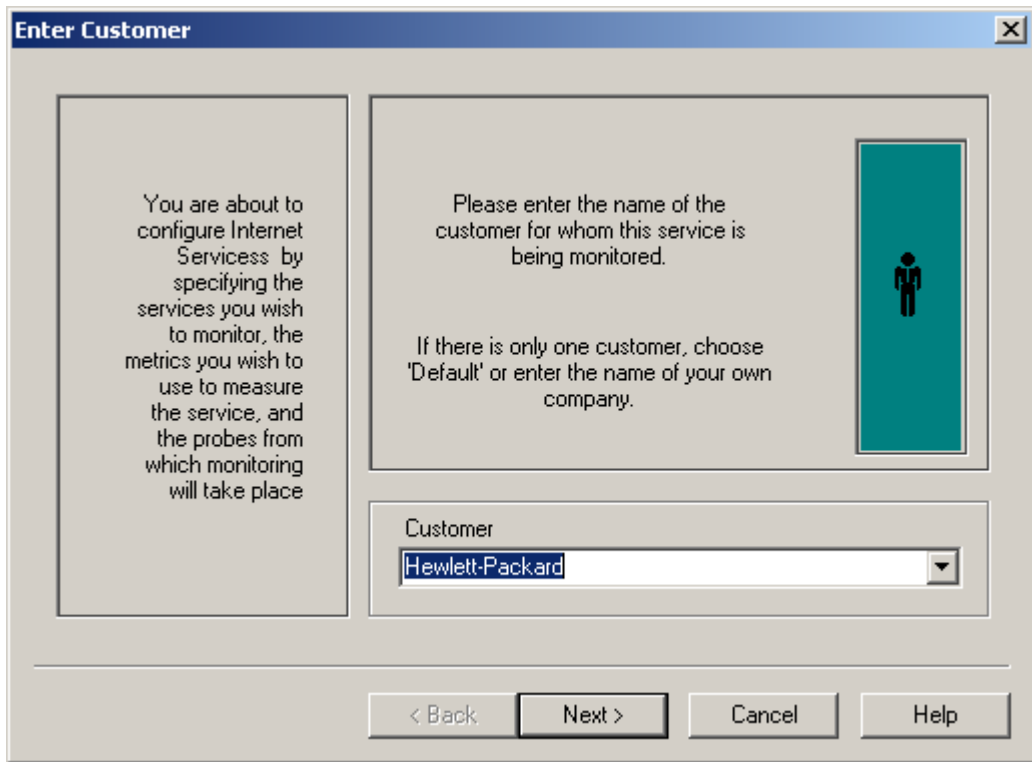 Enter Customer
You are about to
configure Internet
Servicess  by
specifying the
services you wish
to monitor, the
metrics you wish to
use to measure
the service, and
the probes from
which monitoring
will take place
Please enter the name of the
customer for whom this service is
being monitored.
If there is only one customer, choose
'Default' or enter the name of your own
company.
Customer
Hewlett-Packard
< Back
Next >
Cancel
Help